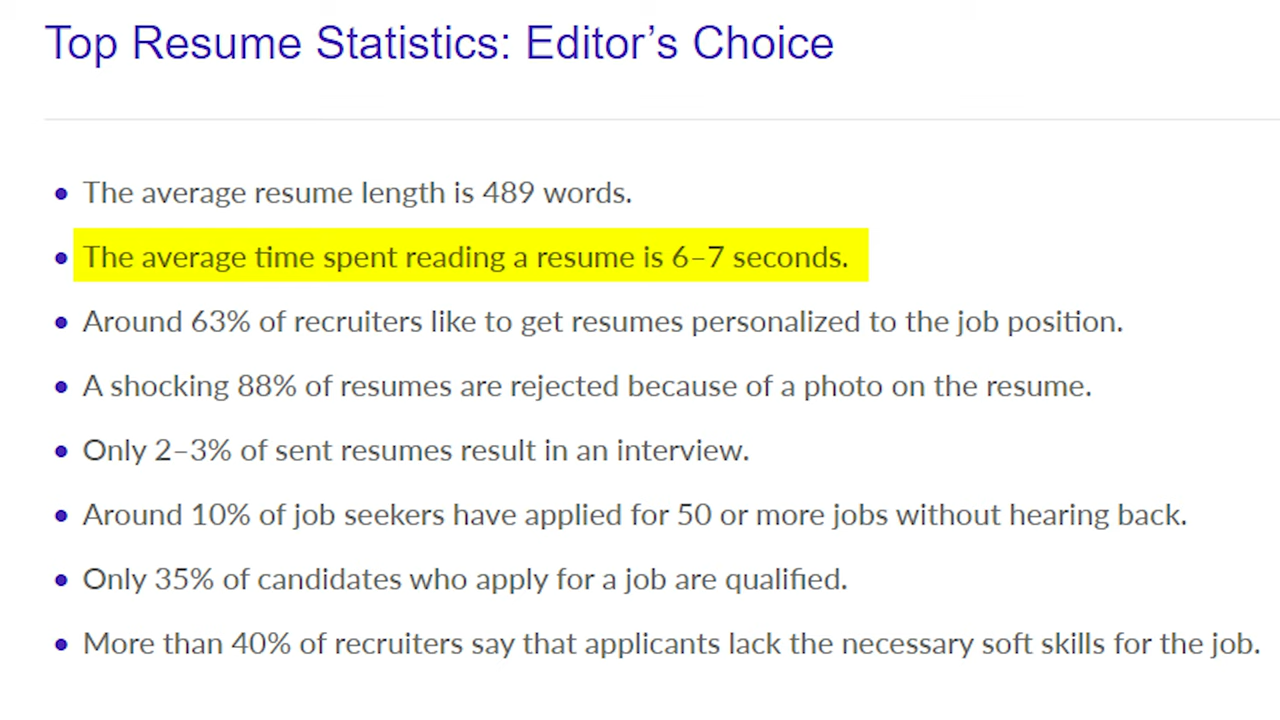 Top Resume Statistics: Editor’s Choice
The average resume length is 489 words.
The average time spent reading a resume is 6–7 seconds.
Around 63% of recruiters like to get resumes personalized to the job position.
A shocking 88% of resumes are rejected because of a photo on the resume.
Only 2–3% of sent resumes result in an interview.
Around 10% of job seekers have applied for 50 or more jobs without hearing back.
Only 35% of candidates who apply for a job are qualified.
More than 40% of recruiters say that applicants lack the necessary soft skills for the job.